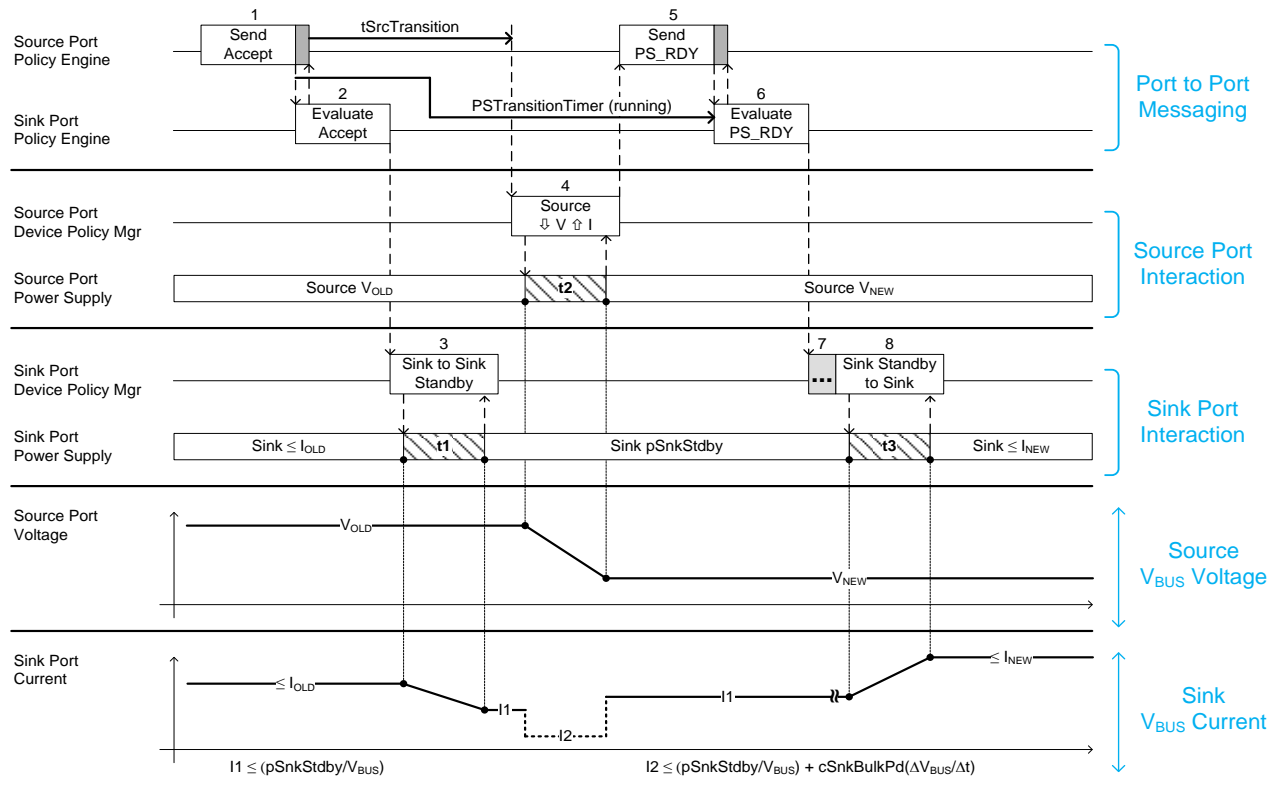 1
5
Source Port
Policy Engine
Send
Accept
tSrcTransition
Send
PS_RDY
Port to Port
Messaging
2
PSTransitionTimer (running)
6
Sink Port
Policy Engine
Evaluate
Accept
Evaluate
PS_RDY
4
Source Port
Device Policy Mgr
Source
⇩ V ⇧ I
Source Port
Interaction
Source Port
Power Supply
Source VOLD
t2
Source VNEW
3
7
8
Sink Port
Device Policy Mgr
Sink to Sink
Standby
...
Sink Standby
to Sink
Sink Port
Interaction
Sink Port
Power Supply
Sink ≤ IOLD
t1
Sink pSnkStdby
t3
Sink ≤ INEW
Source Port
Voltage
VOLD
VNEW
Source
VBUS Voltage
Sink Port
Current
≤ IOLD
I1
I2
I1
≤ INEW
Sink
VBUS Current
I1 ≤ (pSnkStdby/VBUS)
I2 ≤ (pSnkStdby/VBUS) + cSnkBulkPd(ΔVBUS/Δt)